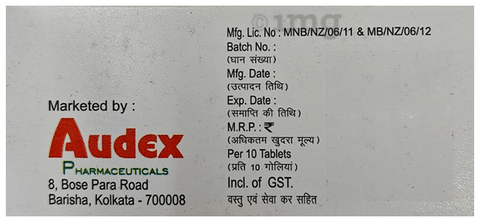 1mg
Mfg. Lic. No : MNB/NZ/06/11 & MB/NZ/06/12
Batch No. :
(घान संख्या)
Mfg. Date :
(उत्पादन तिथि)
Exp. Date :
(समाप्ति की तिथि)
M.R.P. : ₹
(अधिकतम खुदरा मूल्य)
Per 10 Tablets
(प्रति 10 गोलियां)
Incl. of GST.
वस्तु एवं सेवा कर सहित
Marketed by :
Audex
PHARMACEUTICALS
8, Bose Para Road
Barisha, Kolkata - 700008